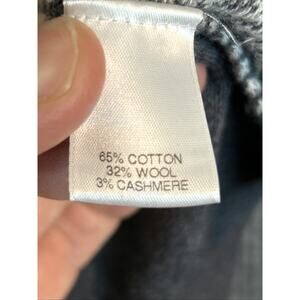 65% COTTON
32% WOOL
3% CASHMERE